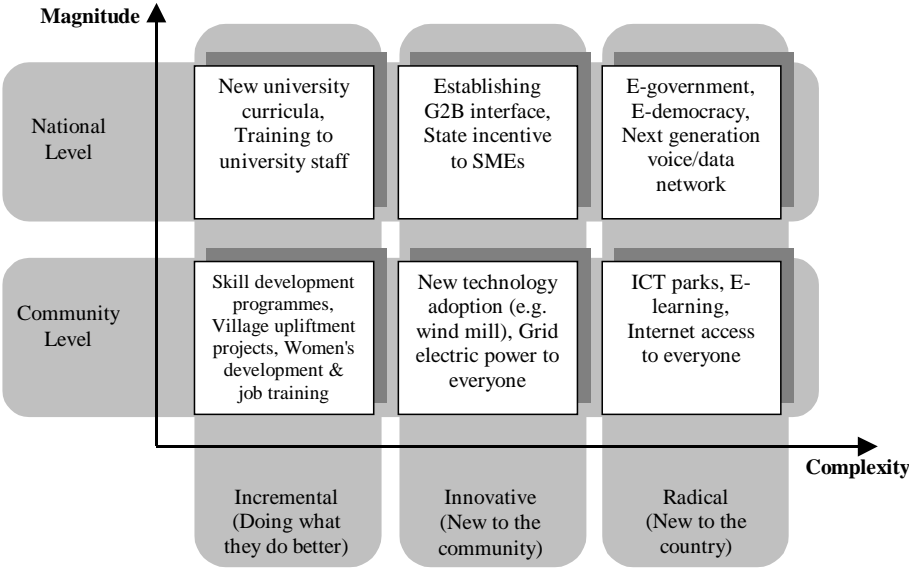 Magnitude
National
Level
New university
curricula,
Training to
university staff
Establishing
G2B interface,
State incentive
to SMEs
E-government,
E-democracy,
Next generation
voice/data
network
Community
Level
Skill development
programmes,
Village upliftment
projects, Women's
development &
job training
New technology
adoption (e.g.
wind mill), Grid
electric power to
everyone
ICT parks, E-
learning,
Internet access
to everyone
Complexity
Incremental
(Doing what
they do better)
Innovative
(New to the
community)
Radical
(New to the
country)